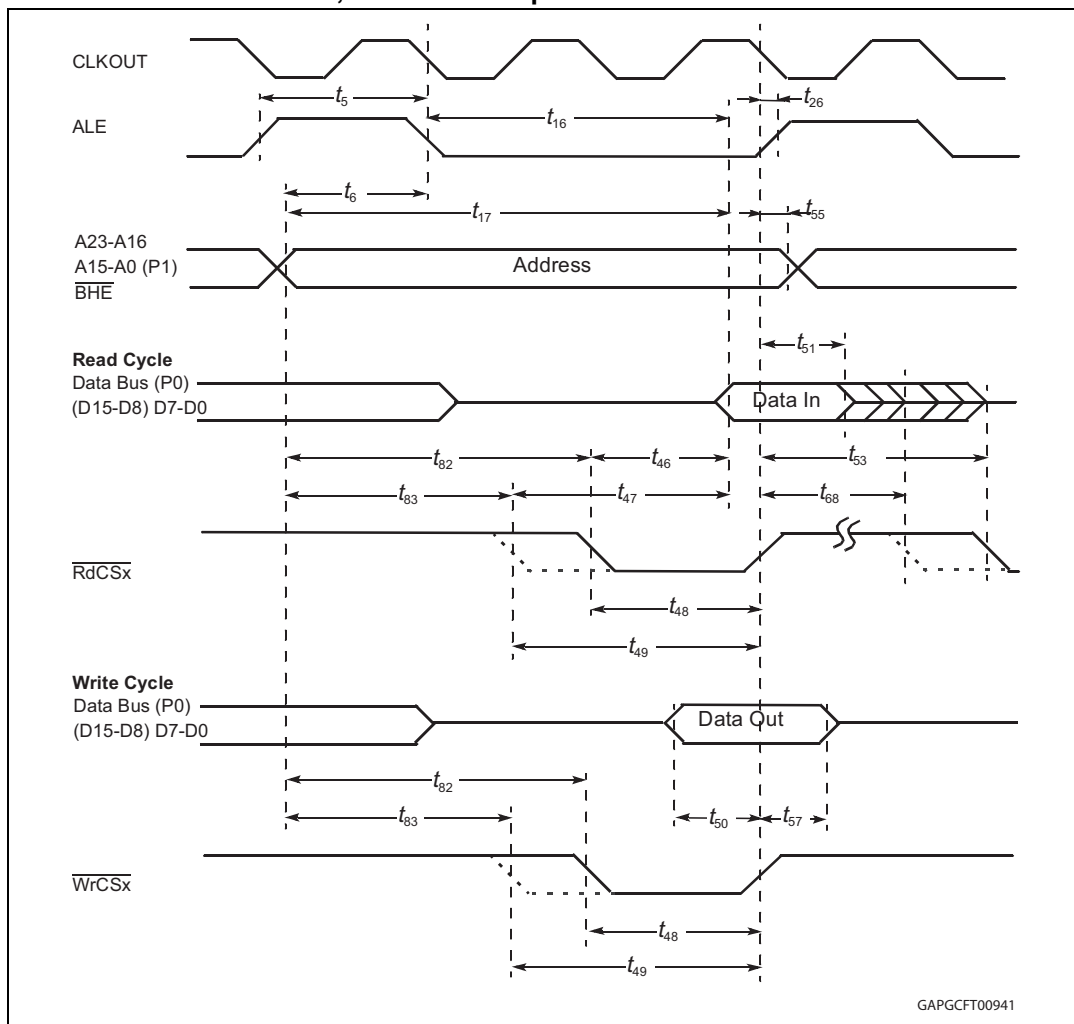 CLKOUT
t5
t26
ALE
t16
t6
t17
t55
A23-A16
A15-A0 (P1)
BHE
Address
t51
Read Cycle
Data Bus (P0)
(D15-D8) D7-D0
Data In
t82
t46
t53
t83
t47
t68
RdCSx
t48
t49
Write Cycle
Data Bus (P0)
(D15-D8) D7-D0
Data Out
t82
t83
t50
t57
WrCSx
t48
t49
GAPGCFT00941